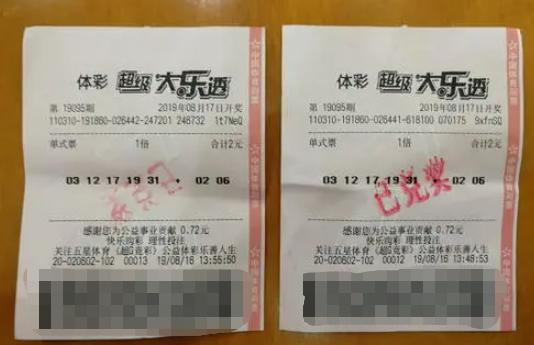 体彩 超级大乐透
第 19095期 2019年08月17日开奖
110310-191860-026442-247201 246732 1t7NeQ
单式票 1倍 合计2元
03 12 17 19 31 • 02 06
感谢您为公益事业贡献 0.72元
快乐购彩 理性投注
关注五星体育《超G竞彩》公益体彩乐善人生
20-020602-102 00013 19/08/16 13:55:50
体彩 超级大乐透
第 19095期 2019年08月17日开奖
110310-191860-026441-618100 070175 9xfnSQ
单式票 1倍 合计2元
03 12 17 19 31 • 02 06
已兑奖
感谢您为公益事业贡献 0.72元
快乐购彩 理性投注
关注五星体育《超G竞彩》公益体彩乐善人生
20-020602-102 00012 19/08/16 13:48:53